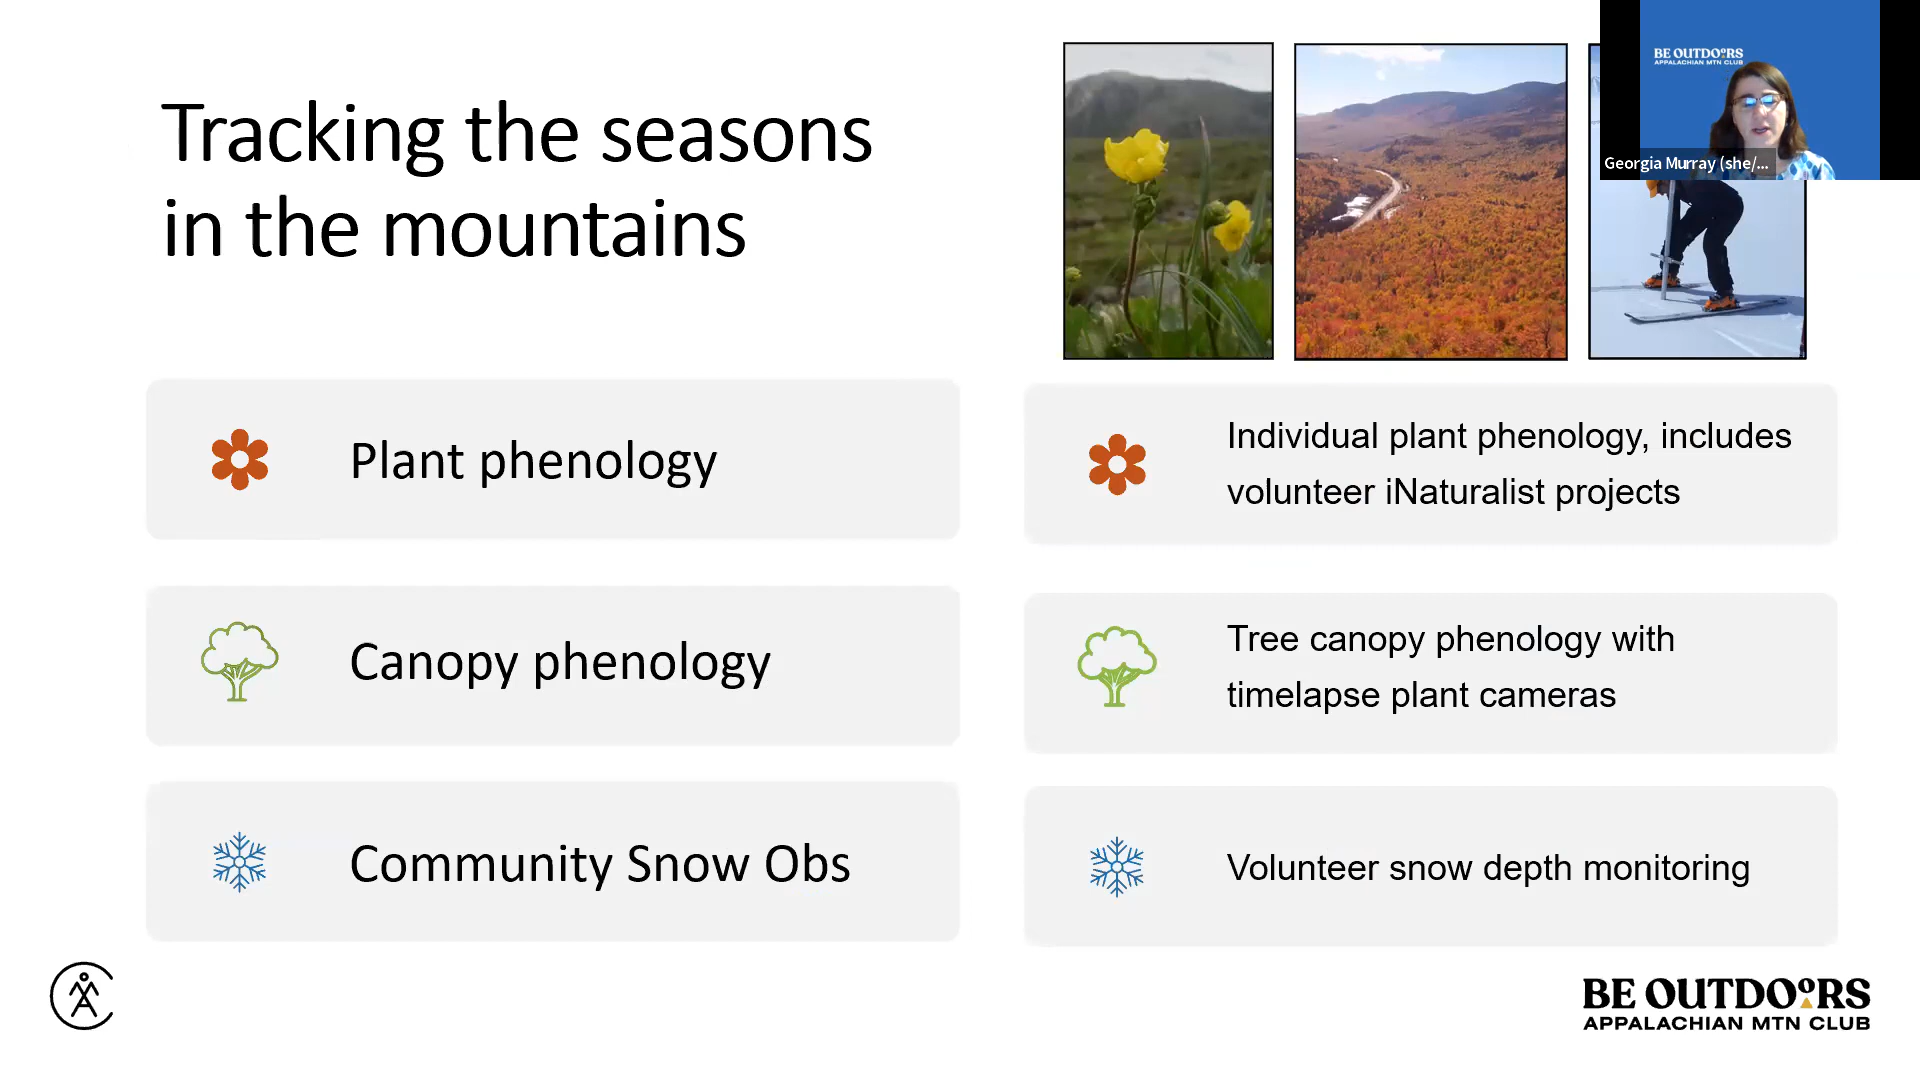 Tracking the seasons
in the mountains
BE OUTDOORS
APPALACHIAN MTN CLUB
Georgia Murray (she/...
Plant phenology
Individual plant phenology, includes
volunteer iNaturalist projects
Canopy phenology
Tree canopy phenology with
timelapse plant cameras
Community Snow Obs
Volunteer snow depth monitoring
BE OUTDOORS
APPALACHIAN MTN CLUB